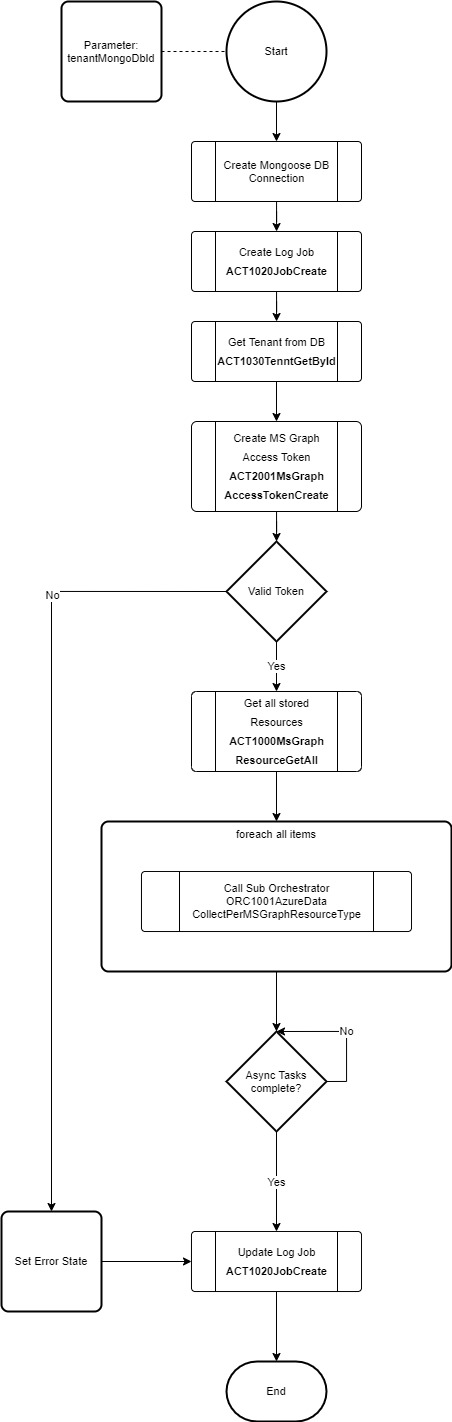 Parameter:
tenantMongoDbId
Start
Create Mongoose DB
Connection
Create Log Job
ACT1020JobCreate
Get Tenant from DB
ACT1030TenntGetById
Create MS Graph
Access Token
ACT2001MsGraph
AccessTokenCreate
Valid Token
No
Yes
Get all stored
Resources
ACT1000MsGraph
ResourceGetAll
foreach all items
Call Sub Orchestrator
ORC1001AzureData
CollectPerMSGraphResourceType
No
Async Tasks
complete?
Yes
Set Error State
Update Log Job
ACT1020JobCreate
End